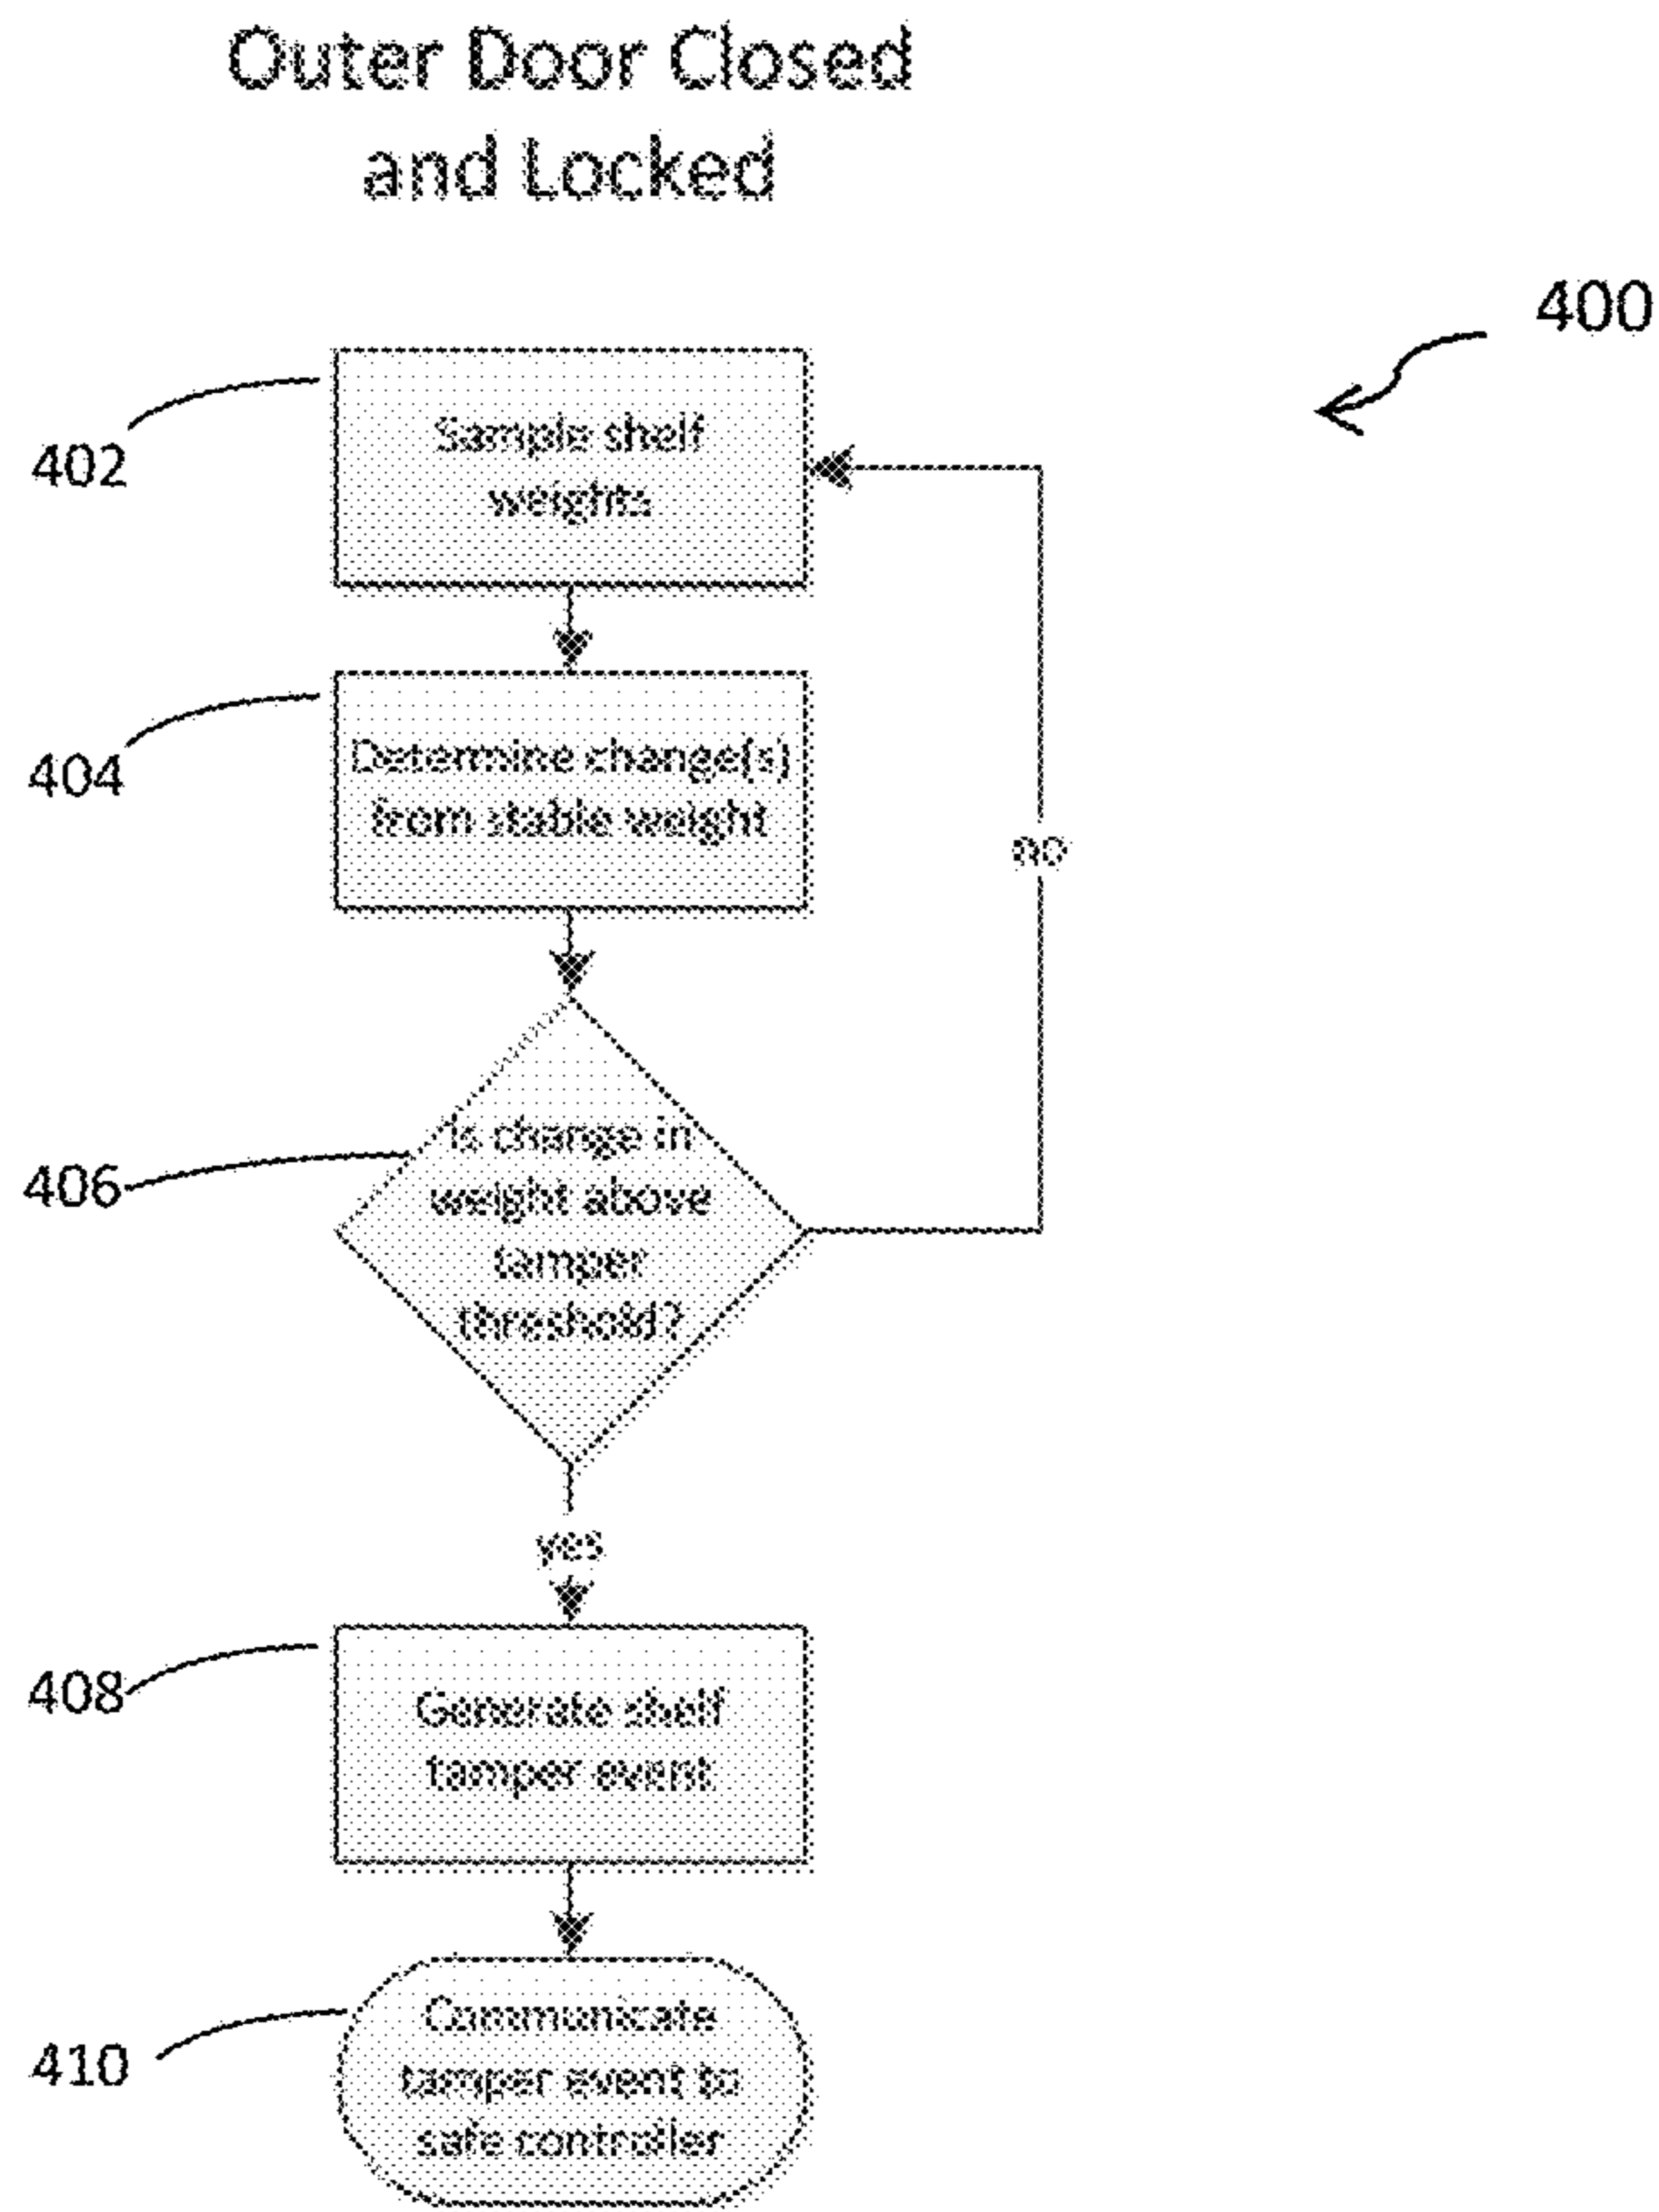 Outer Door Closed
and Locked
400
402
Sample shelf
weights
404
Determine change(s)
from stable weight
no
406
Is change in
weight above
tamper
threshold?
yes
408
Generate shelf
tamper event
410
Communicate
tamper event to
safe controller